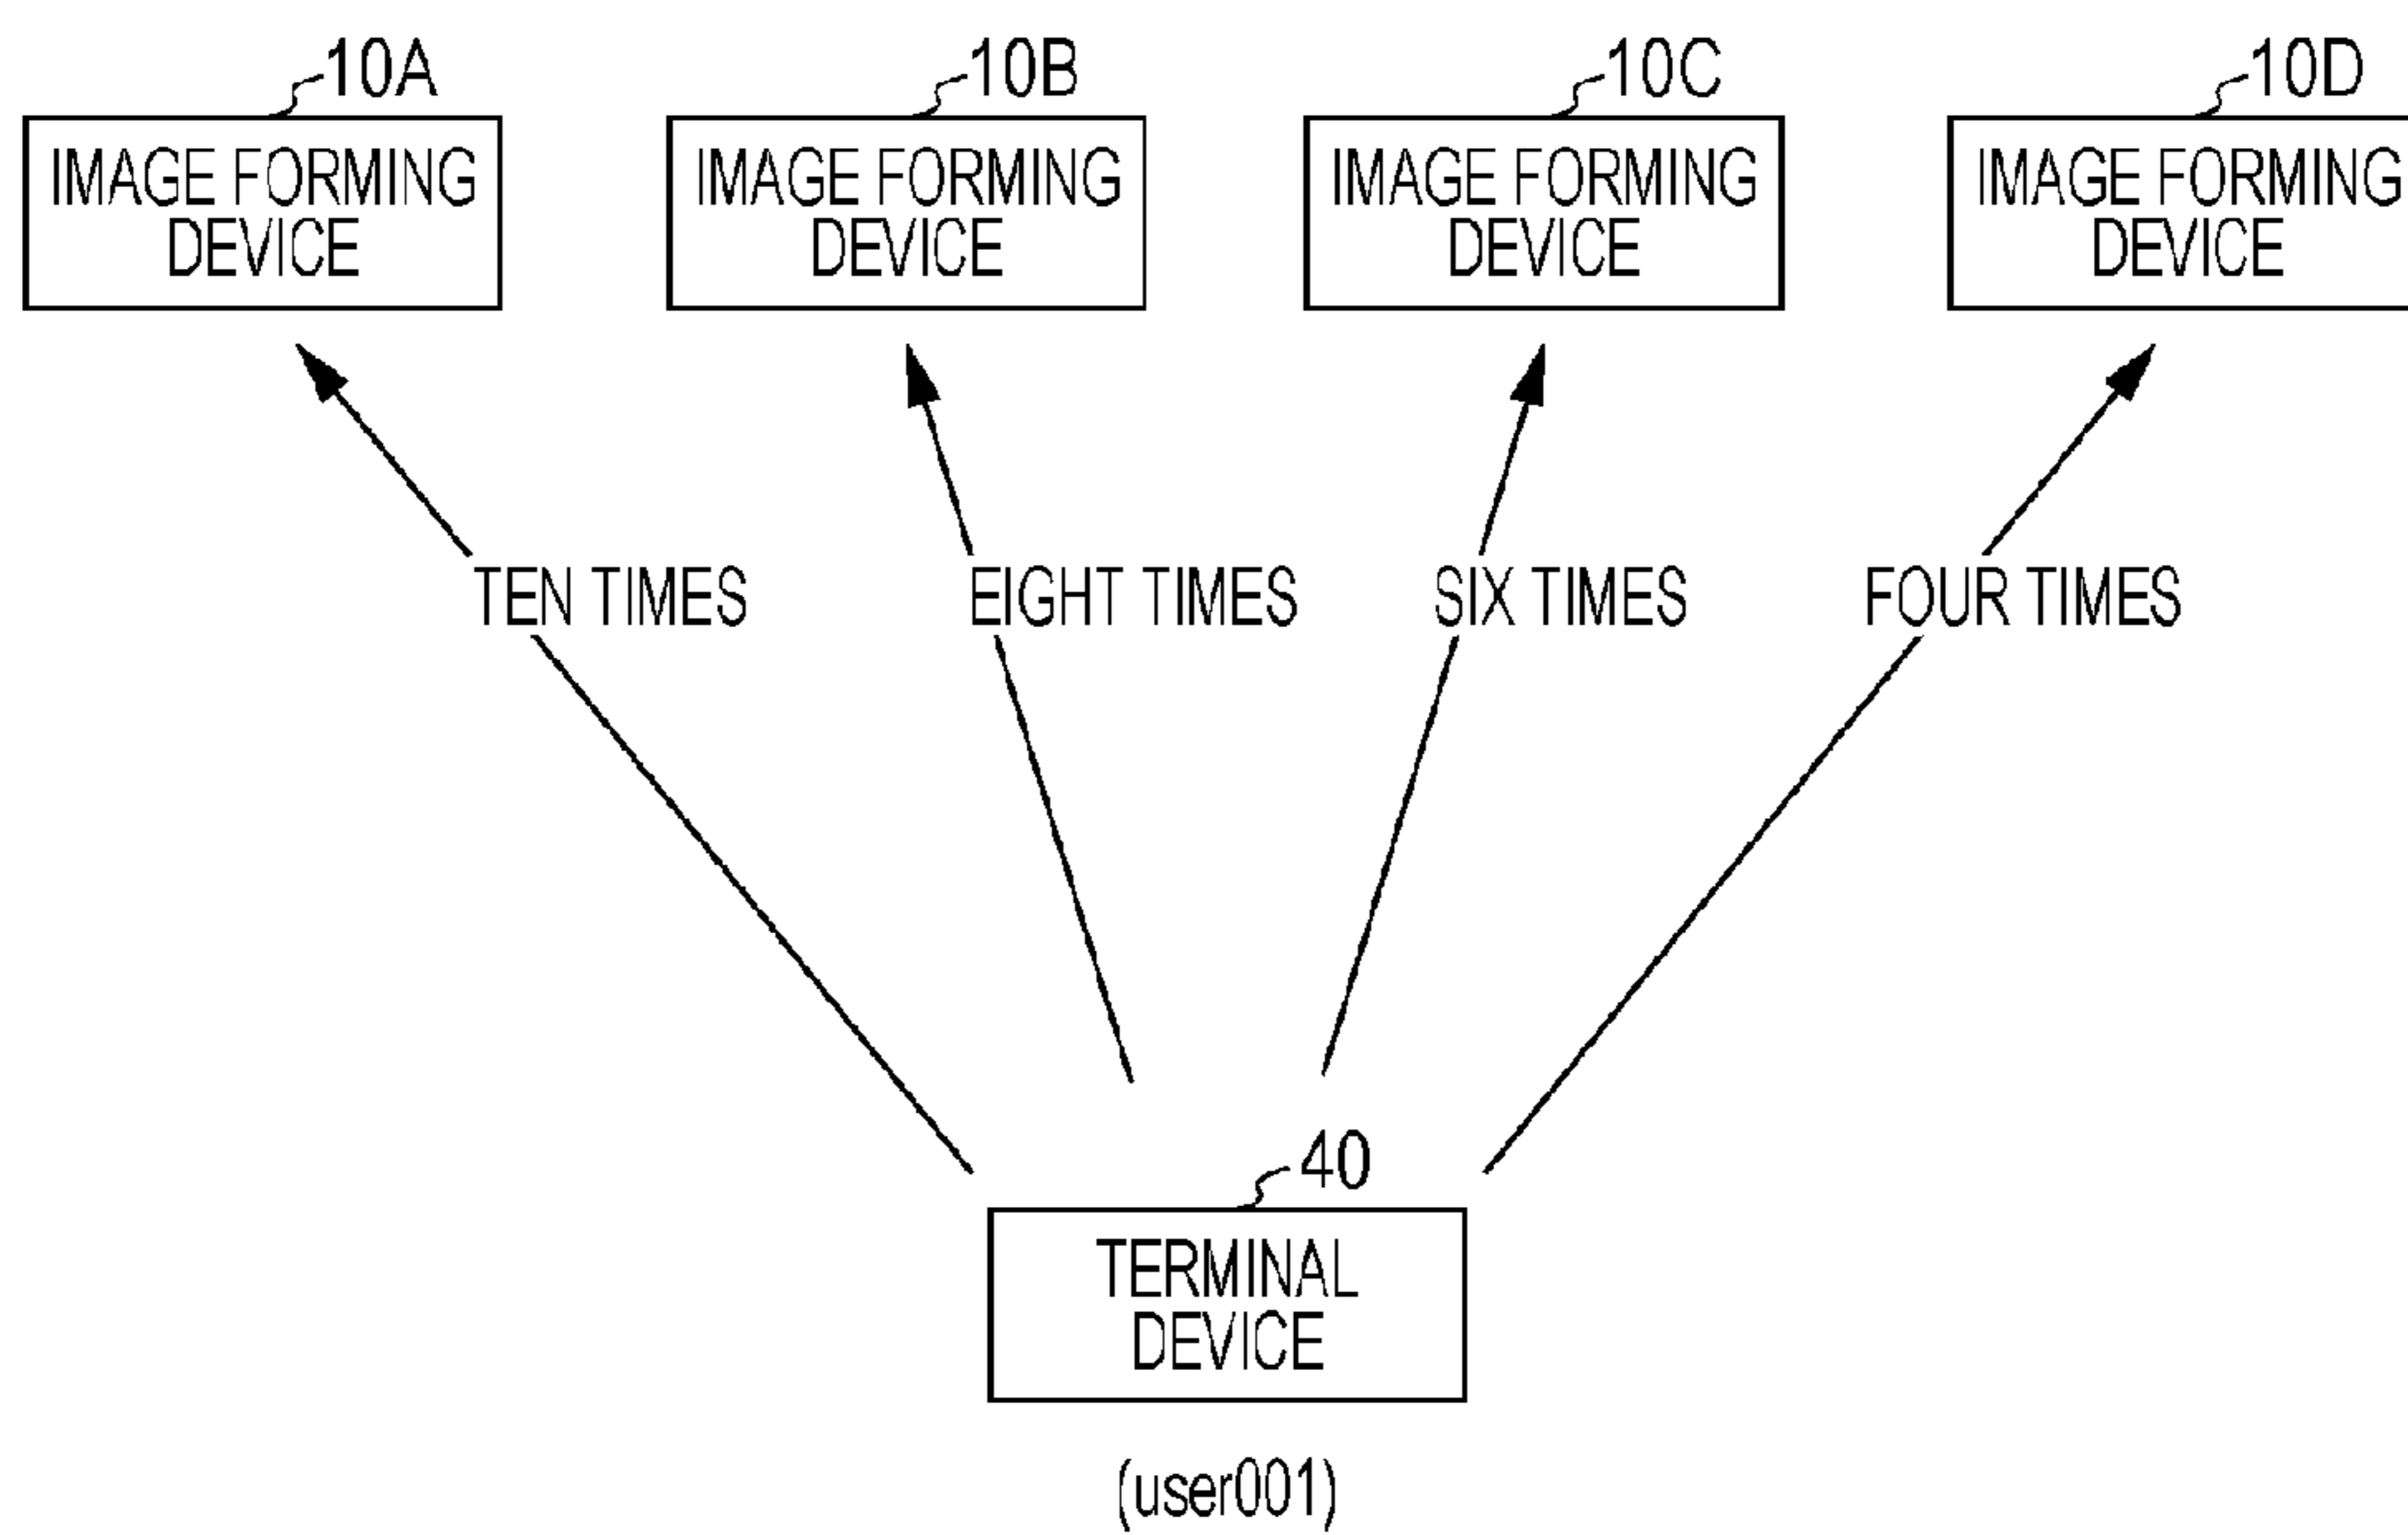 10A 10B 10C 10D
IMAGE FORMING IMAGE FORMING IMAGE FORMING IMAGE FORMING
DEVICE DEVICE DEVICE DEVICE
TEN TIMES EIGHT TIMES SIX TIMES FOUR TIMES
40
TERMINAL
DEVICE
(user001)